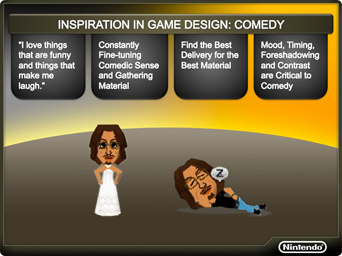 INSPIRATION IN GAME DESIGN: COMEDY
“I love things
that are funny
and things that
make me
laugh.”
Constantly
Fine-tuning
Comedic Sense
and Gathering
Material
Find the Best
Delivery for the
Best Material
Mood, Timing,
Foreshadowing
and Contrast
are Critical to
Comedy
Z
Nintendo